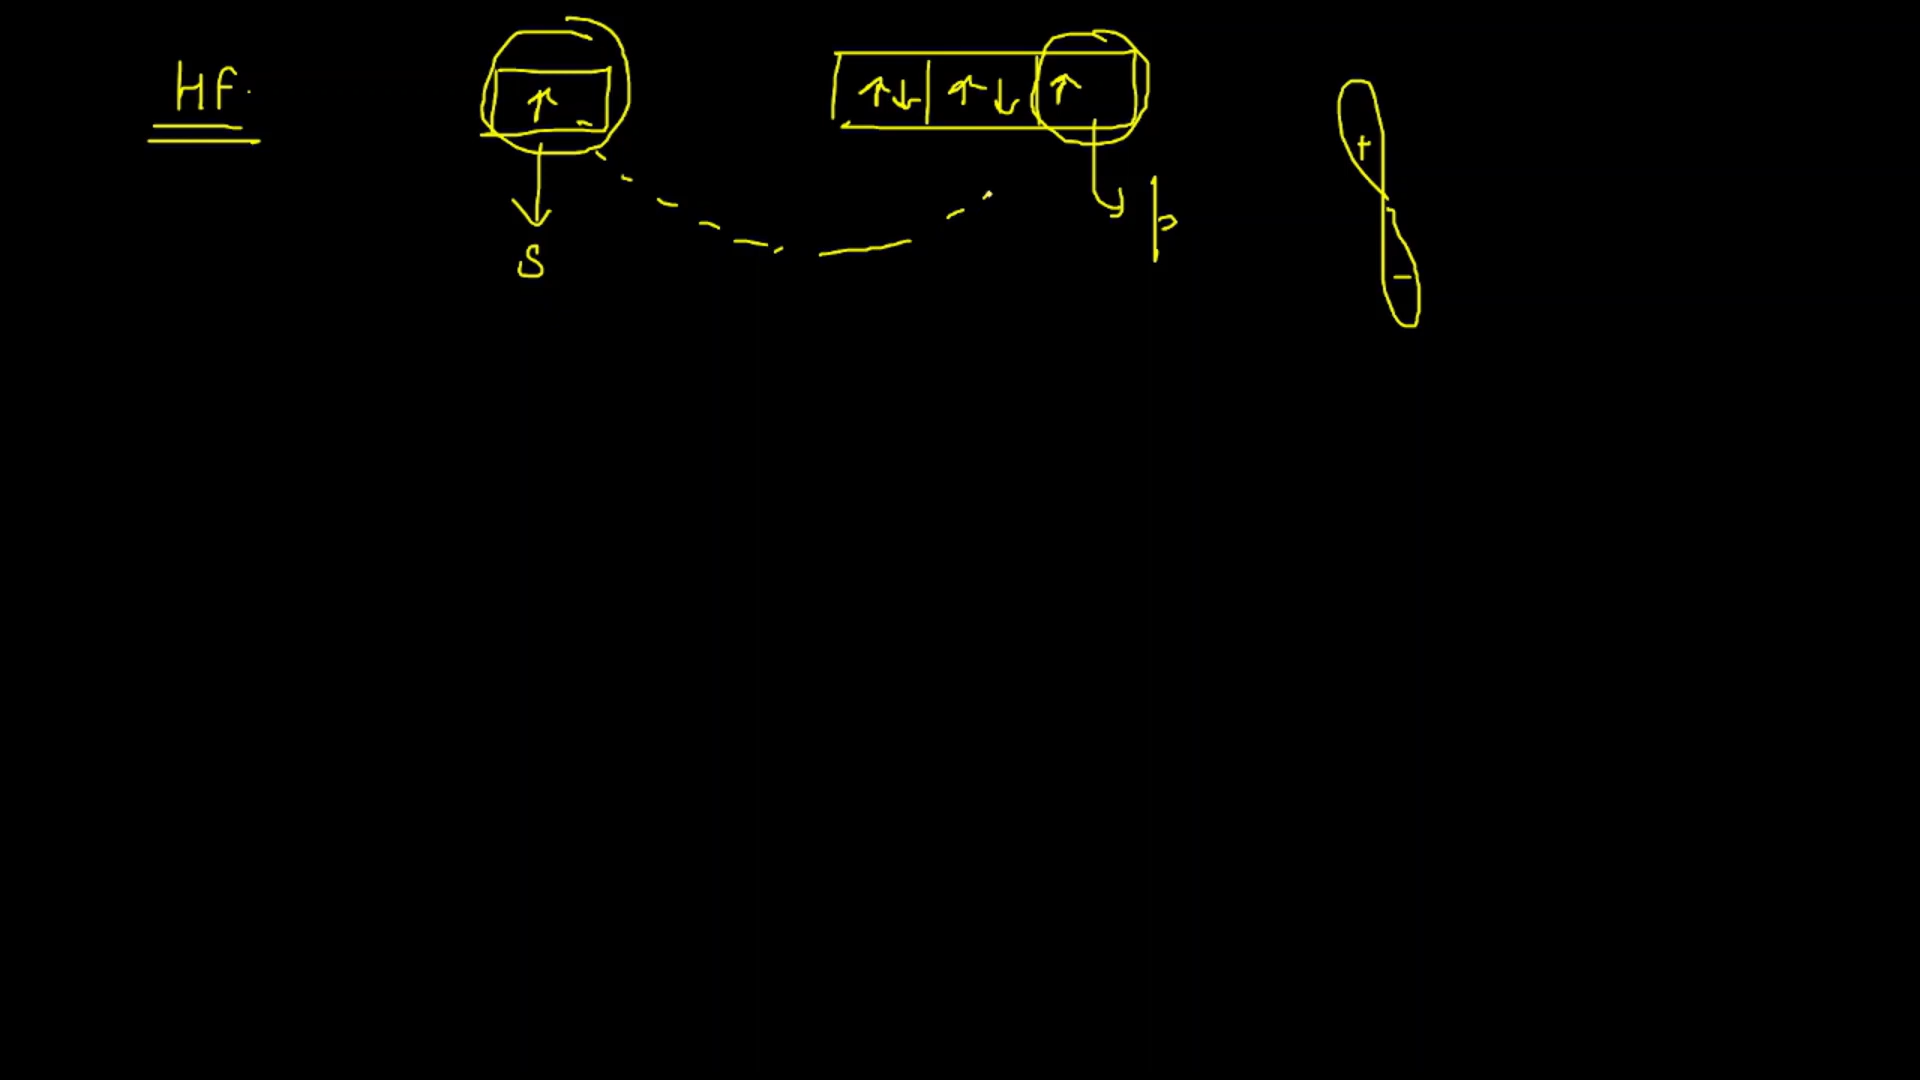 HF
↑ ↑↓ ↑↓ ↑
+
s p
-